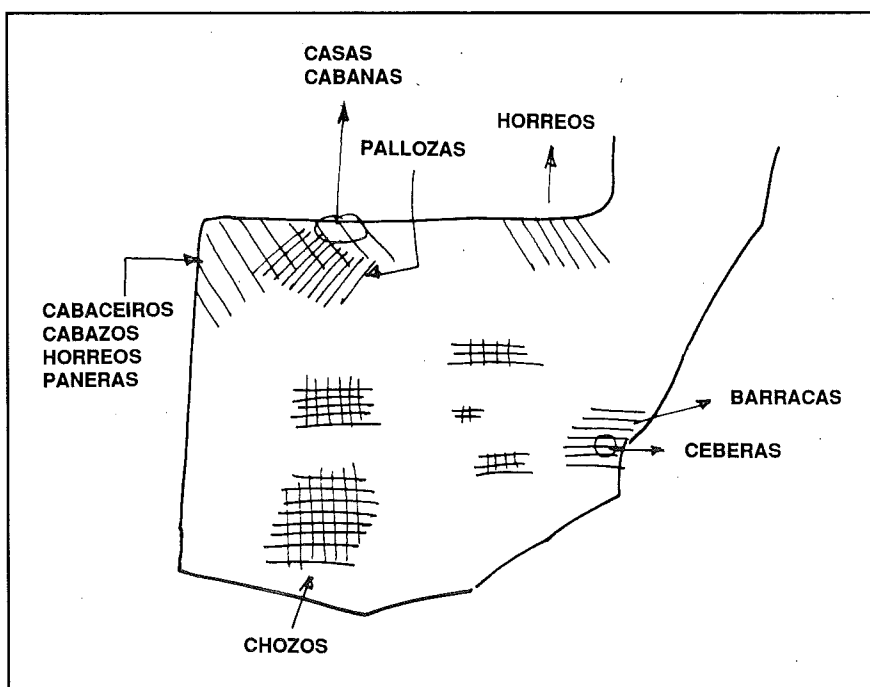 CASAS
CABANAS
HORREOS
PALLOZAS
CABACEIROS
CABAZOS
HORREOS
PANERAS
BARRACAS
CEBERAS
CHOZOS